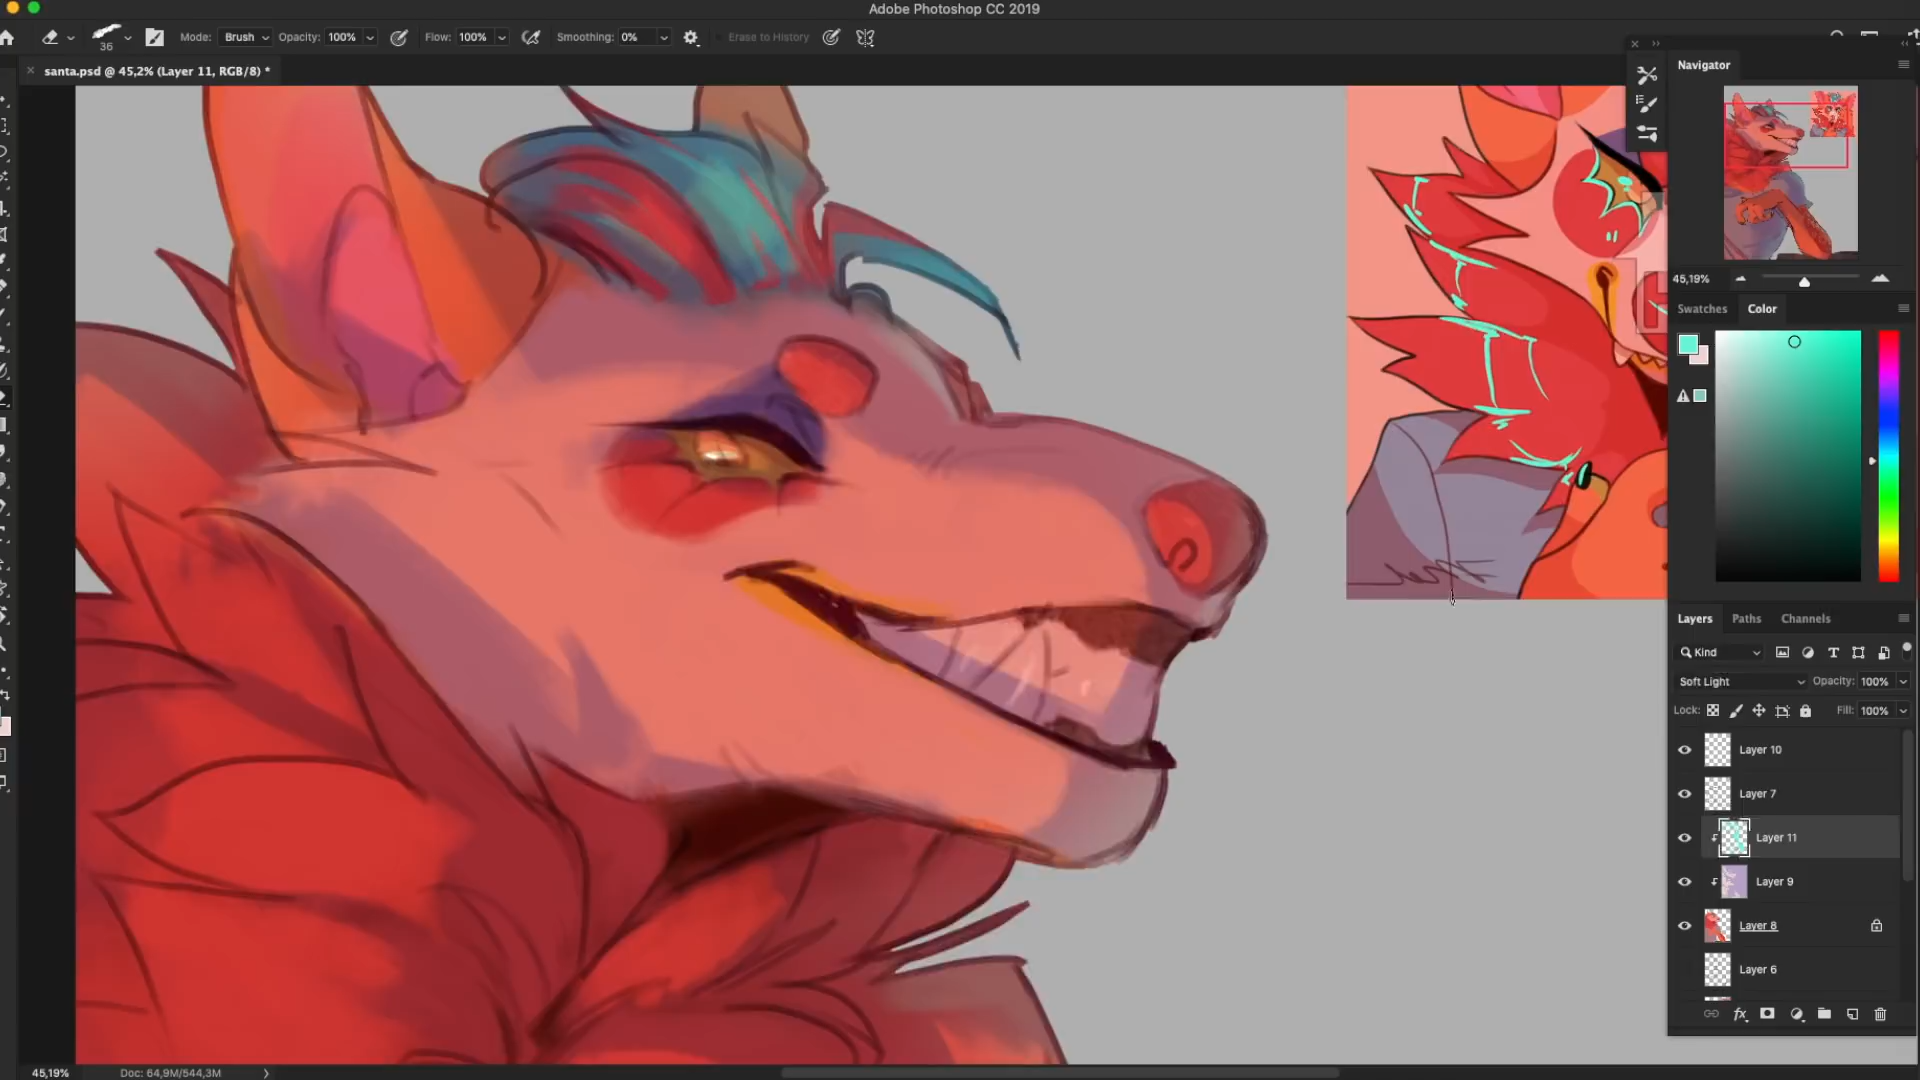 Adobe Photoshop CC 2019
36
Mode: Brush Opacity: 100% Flow: 100% Smoothing: 0% Erase to History
santa.psd @ 45,2% (Layer 11, RGB/8) *
Navigator
45,19%
Swatches Color
Layers Paths Channels
Kind
Soft Light Opacity: 100%
Lock: Fill: 100%
Layer 10
Layer 7
Layer 11
Layer 9
Layer 8
Layer 6
fx
45,19% Doc: 64,9M/544,3M